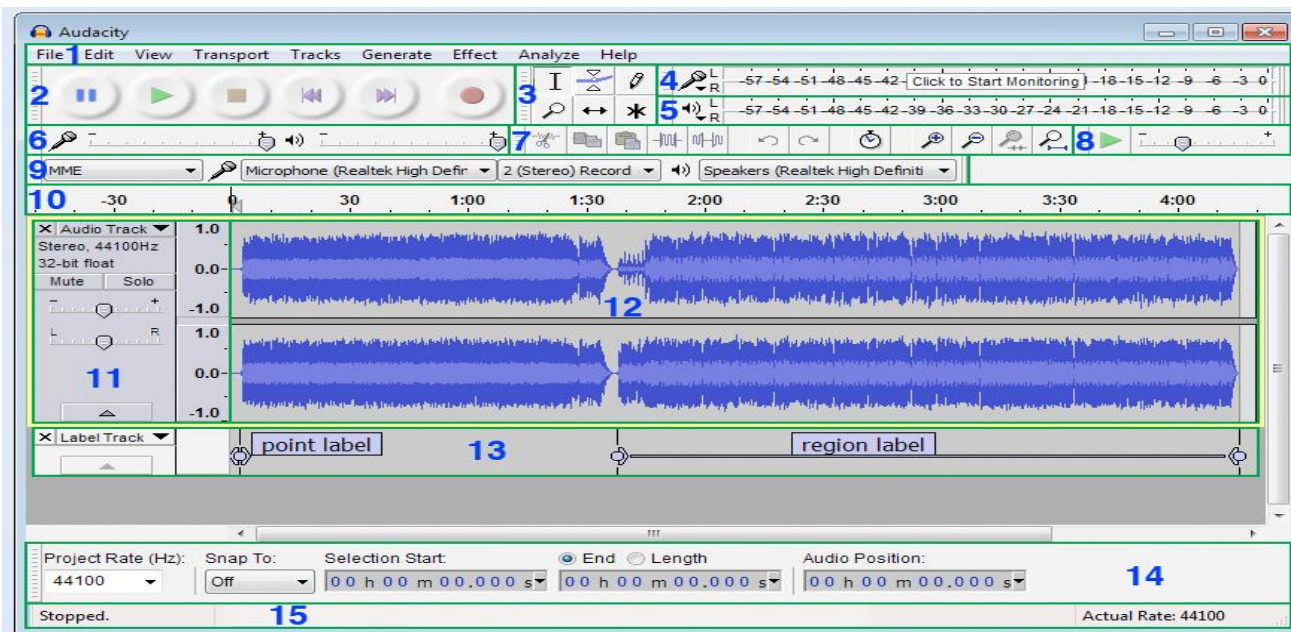 Audacity
File 1 Edit View Transport Tracks Generate Effect Analyze Help
2 3 4 L R -57 -54 -51 -48 -45 -42 Click to Start Monitoring -18 -15 -12 -9 -6 -3 0
5 L R -57 -54 -51 -48 -45 -42 -39 -36 -33 -30 -27 -24 -21 -18 -15 -12 -9 -6 -3 0
6 - + - + 7 8 - +
9 MME Microphone (Realtek High Defir 2 (Stereo) Record Speakers (Realtek High Definiti
10 -30 0 30 1:00 1:30 2:00 2:30 3:00 3:30 4:00
X Audio Track 1.0
Stereo, 44100Hz
32-bit float 0.0
Mute Solo
- + -1.0 12
L R 1.0
11 0.0
-1.0
X Label Track point label 13 region label
Project Rate (Hz): Snap To: Selection Start: End Length Audio Position:
44100 Off 00 h 00 m 00.000 s 00 h 00 m 00.000 s 00 h 00 m 00.000 s 14
Stopped. 15 Actual Rate: 44100